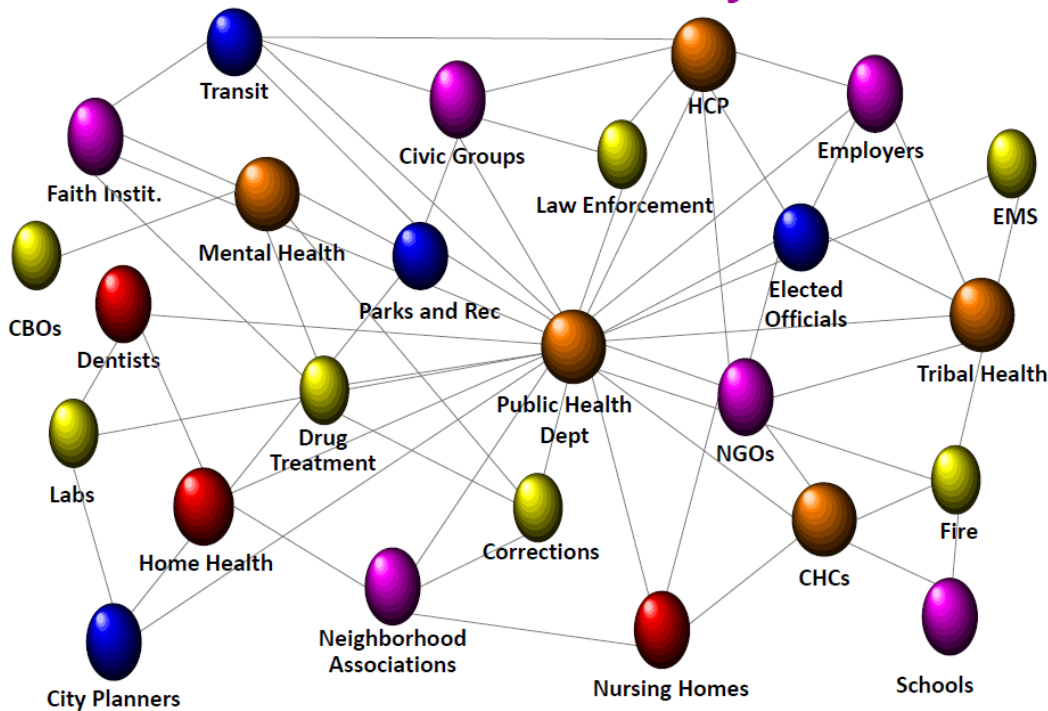 Transit
HCP
Civic Groups
Employers
Faith Instit.
Law Enforcement
EMS
Mental Health
CBOs
Parks and Rec
Elected
Officials
Dentists
Tribal Health
Public Health
Dept
Drug
Treatment
NGOs
Labs
Home Health
Corrections
CHCs
Fire
Neighborhood
Associations
City Planners
Nursing Homes
Schools